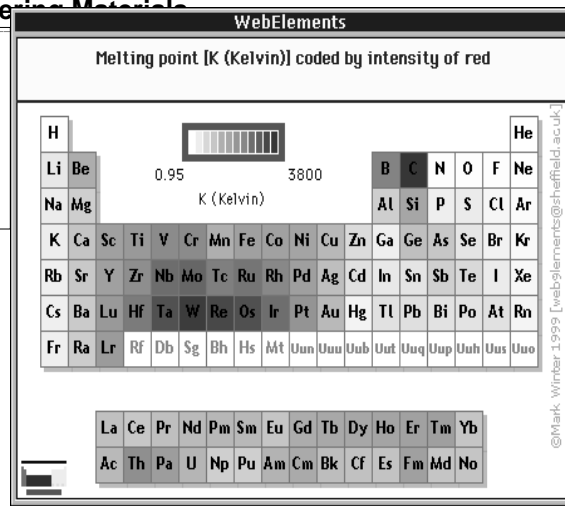 ering Materials
WebElements
Melting point [K (Kelvin)] coded by intensity of red
H He
Li Be 0.95 3800 B C N O F Ne
K (Kelvin)
Na Mg Al Si P S Cl Ar
K Ca Sc Ti V Cr Mn Fe Co Ni Cu Zn Ga Ge As Se Br Kr
Rb Sr Y Zr Nb Mo Tc Ru Rh Pd Ag Cd In Sn Sb Te I Xe
Cs Ba Lu Hf Ta W Re Os Ir Pt Au Hg Tl Pb Bi Po At Rn
Fr Ra Lr Rf Db Sg Bh Hs Mt Uun Uuu Uub Uut Uuq Uup Uuh Uus Uuo
La Ce Pr Nd Pm Sm Eu Gd Tb Dy Ho Er Tm Yb
Ac Th Pa U Np Pu Am Cm Bk Cf Es Fm Md No
©Mark Winter 1999 [web9lements@sheffield.ac.uk]